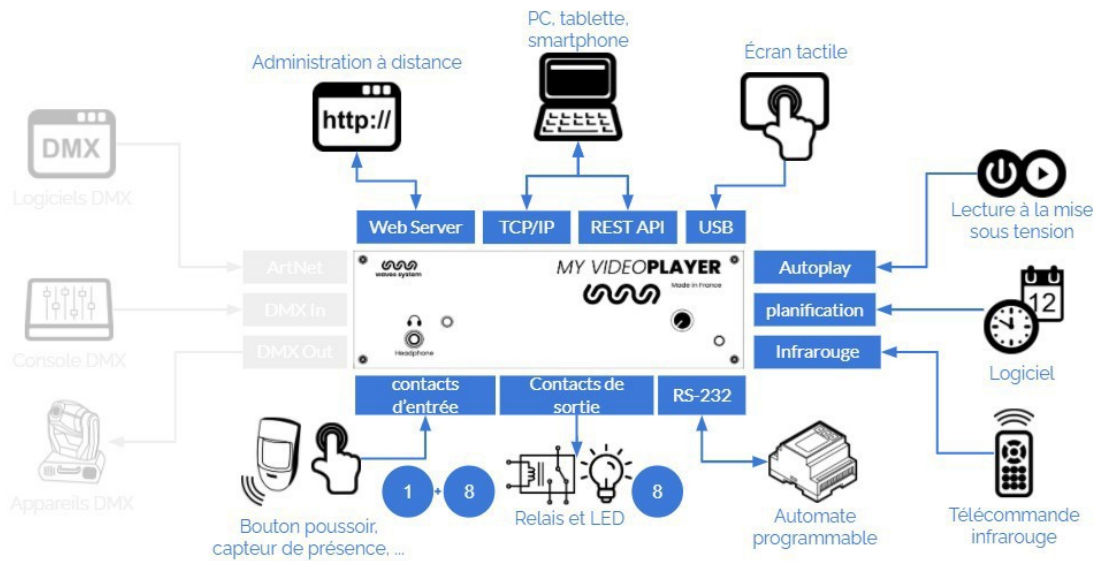 PC, tablette,
smartphone
Administration à distance
Écran tactile
http://
DMX
Logiciels DMX
Lecture à la mise
sous tension
Web Server
TCP/IP
REST API
USB
ArtNet
waves system
MY VIDEOPLAYER
Made in France
Autoplay
DMX In
planification
12
Console DMX
DMX Out
Headphone
Infrarouge
Logiciel
contacts
d'entrée
Contacts de
sortie
RS-232
1
+
8
8
Appareils DMX
Bouton poussoir,
capteur de présence, ...
Relais et LED
Automate
programmable
Télécommande
infrarouge